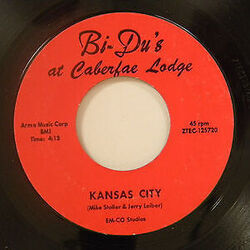 Bi-Du's
at Caberfae Lodge
Armo Music Corp
BMI
Time: 4:15
45 rpm
ZTEC-125720
KANSAS CITY
(Mike Stoller & Jerry Leiber)
EM-CO Studios